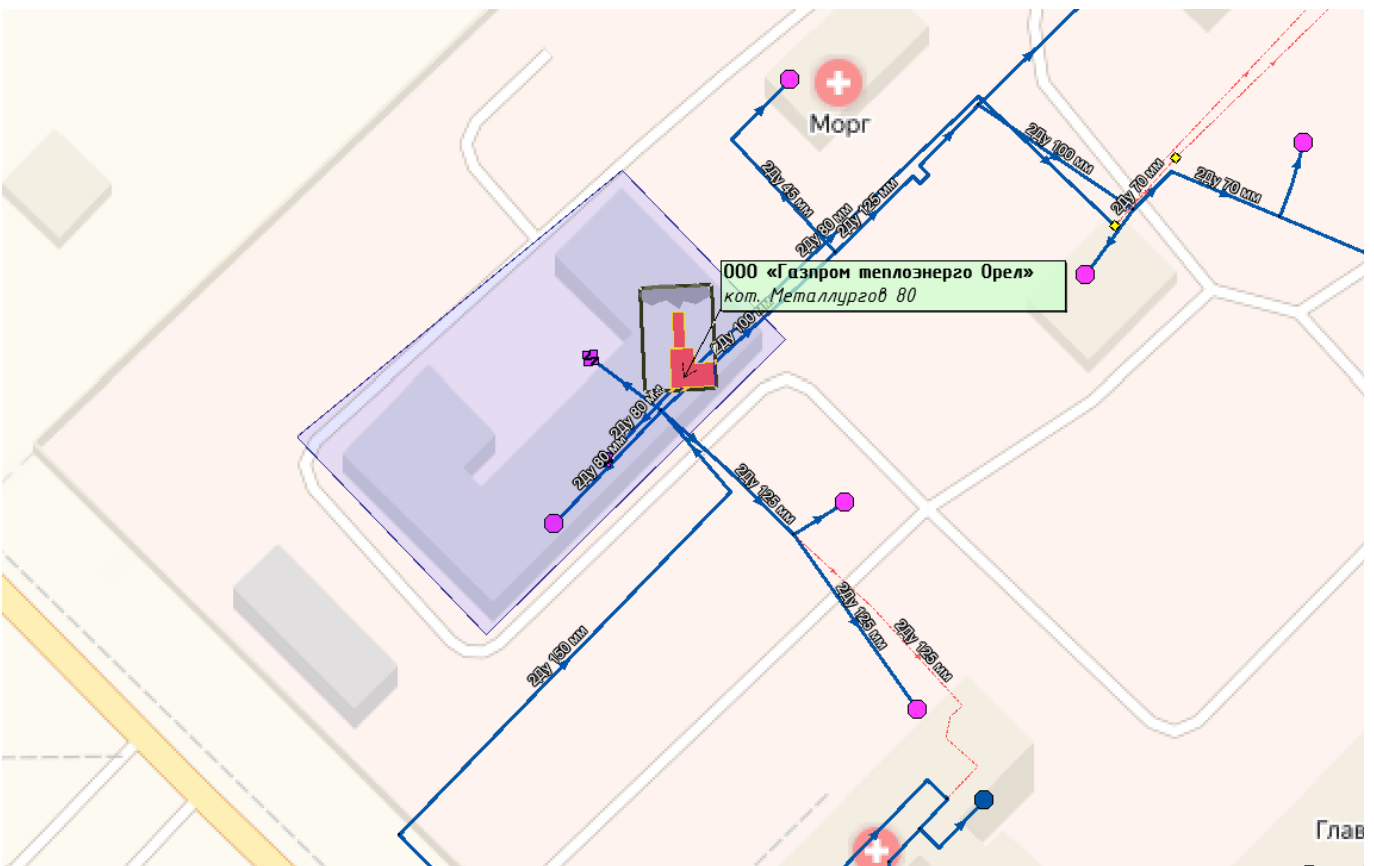 Морг
2Ду 100 мм
2Ду 70 мм
2Ду 70 мм
2Ду 45 мм
2Ду 80 мм
2Ду 125 мм
ООО «Газпром теплоэнерго Орел»
кот. Металлургов 80
2Ду 100 мм
2Ду 80 мм
2Ду 80 мм
2Ду 125 мм
2Ду 125 мм
2Ду 125 мм
2Ду 150 мм
Глав